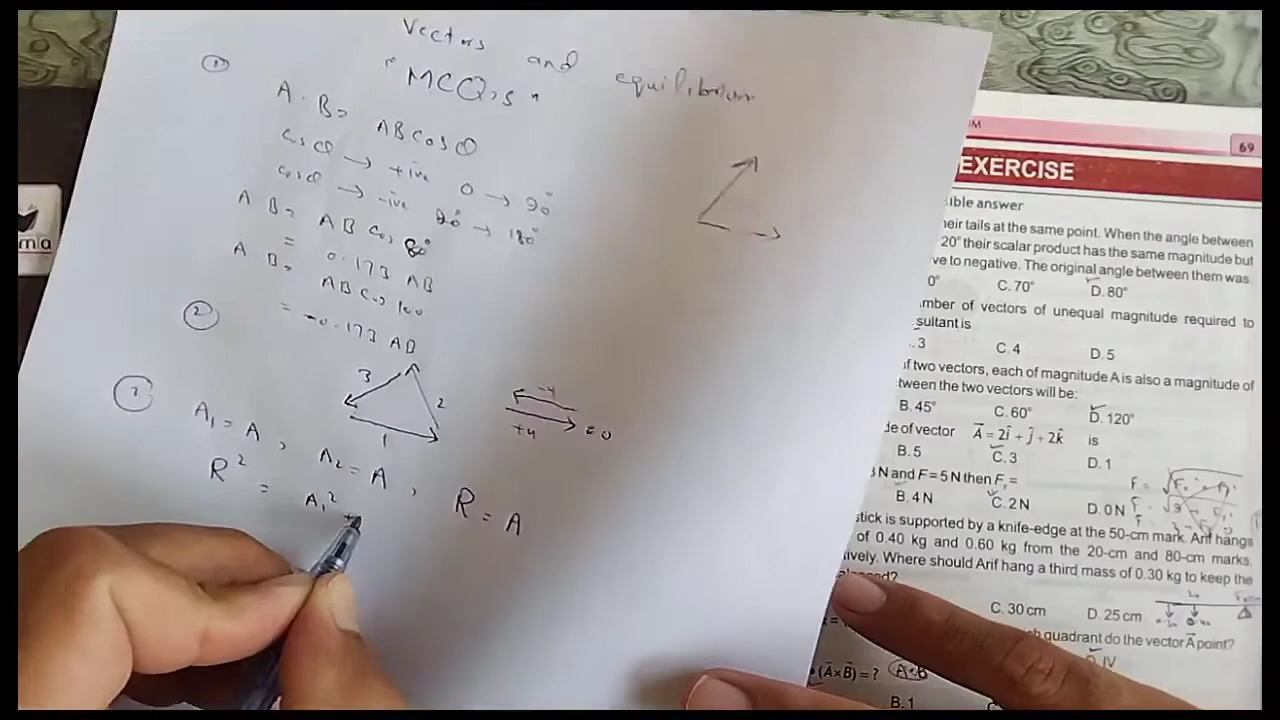 Vectors and equilibrium
"MCQ,s"
①
A . B = AB Cos θ
Cos θ → +ive 0 → 90°
Cos θ → -ive 90° → 180°
A B = AB Cos 80°
= 0.173 AB
A B = AB Cos 100
= -0.173 AB
②
3
2
1
-4
+4
= 0
A₁ = A , A₂ = A , R = A
R² = A₁² +
ma
UM
69
EXERCISE
ible answer
eir tails at the same point. When the angle between
20° their scalar product has the same magnitude but
ve to negative. The original angle between them was
0° C. 70° D. 80°
mber of vectors of unequal magnitude required to
sultant is
. 3 C. 4 D. 5
of two vectors, each of magnitude A is also a magnitude of
tween the two vectors will be:
B. 45° C. 60° D. 120°
de of vector A⃗ = 2î + ĵ + 2k̂ is
B. 5 C. 3 D. 1
N and F = 5 N then F, =
B. 4 N C. 2 N D. 0 N
stick is supported by a knife-edge at the 50-cm mark. Arif hangs
of 0.40 kg and 0.60 kg from the 20-cm and 80-cm marks,
ively. Where should Arif hang a third mass of 0.30 kg to keep the
C. 30 cm D. 25 cm
ch quadrant do the vector A⃗ point?
IV
(A⃗×B⃗) = ? A×B
B. 1